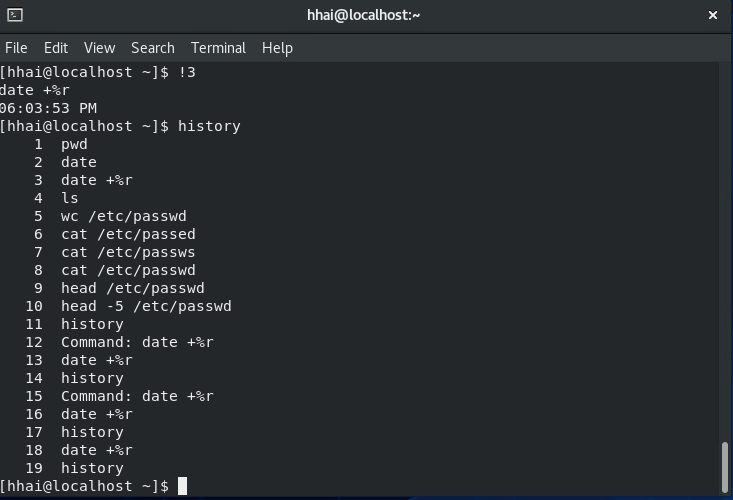 hhai@localhost:~
File Edit View Search Terminal Help
[hhai@localhost ~]$ !3
date +%r
06:03:53 PM
[hhai@localhost ~]$ history
1 pwd
2 date
3 date +%r
4 ls
5 wc /etc/passwd
6 cat /etc/passed
7 cat /etc/passws
8 cat /etc/passwd
9 head /etc/passwd
10 head -5 /etc/passwd
11 history
12 Command: date +%r
13 date +%r
14 history
15 Command: date +%r
16 date +%r
17 history
18 date +%r
19 history
[hhai@localhost ~]$